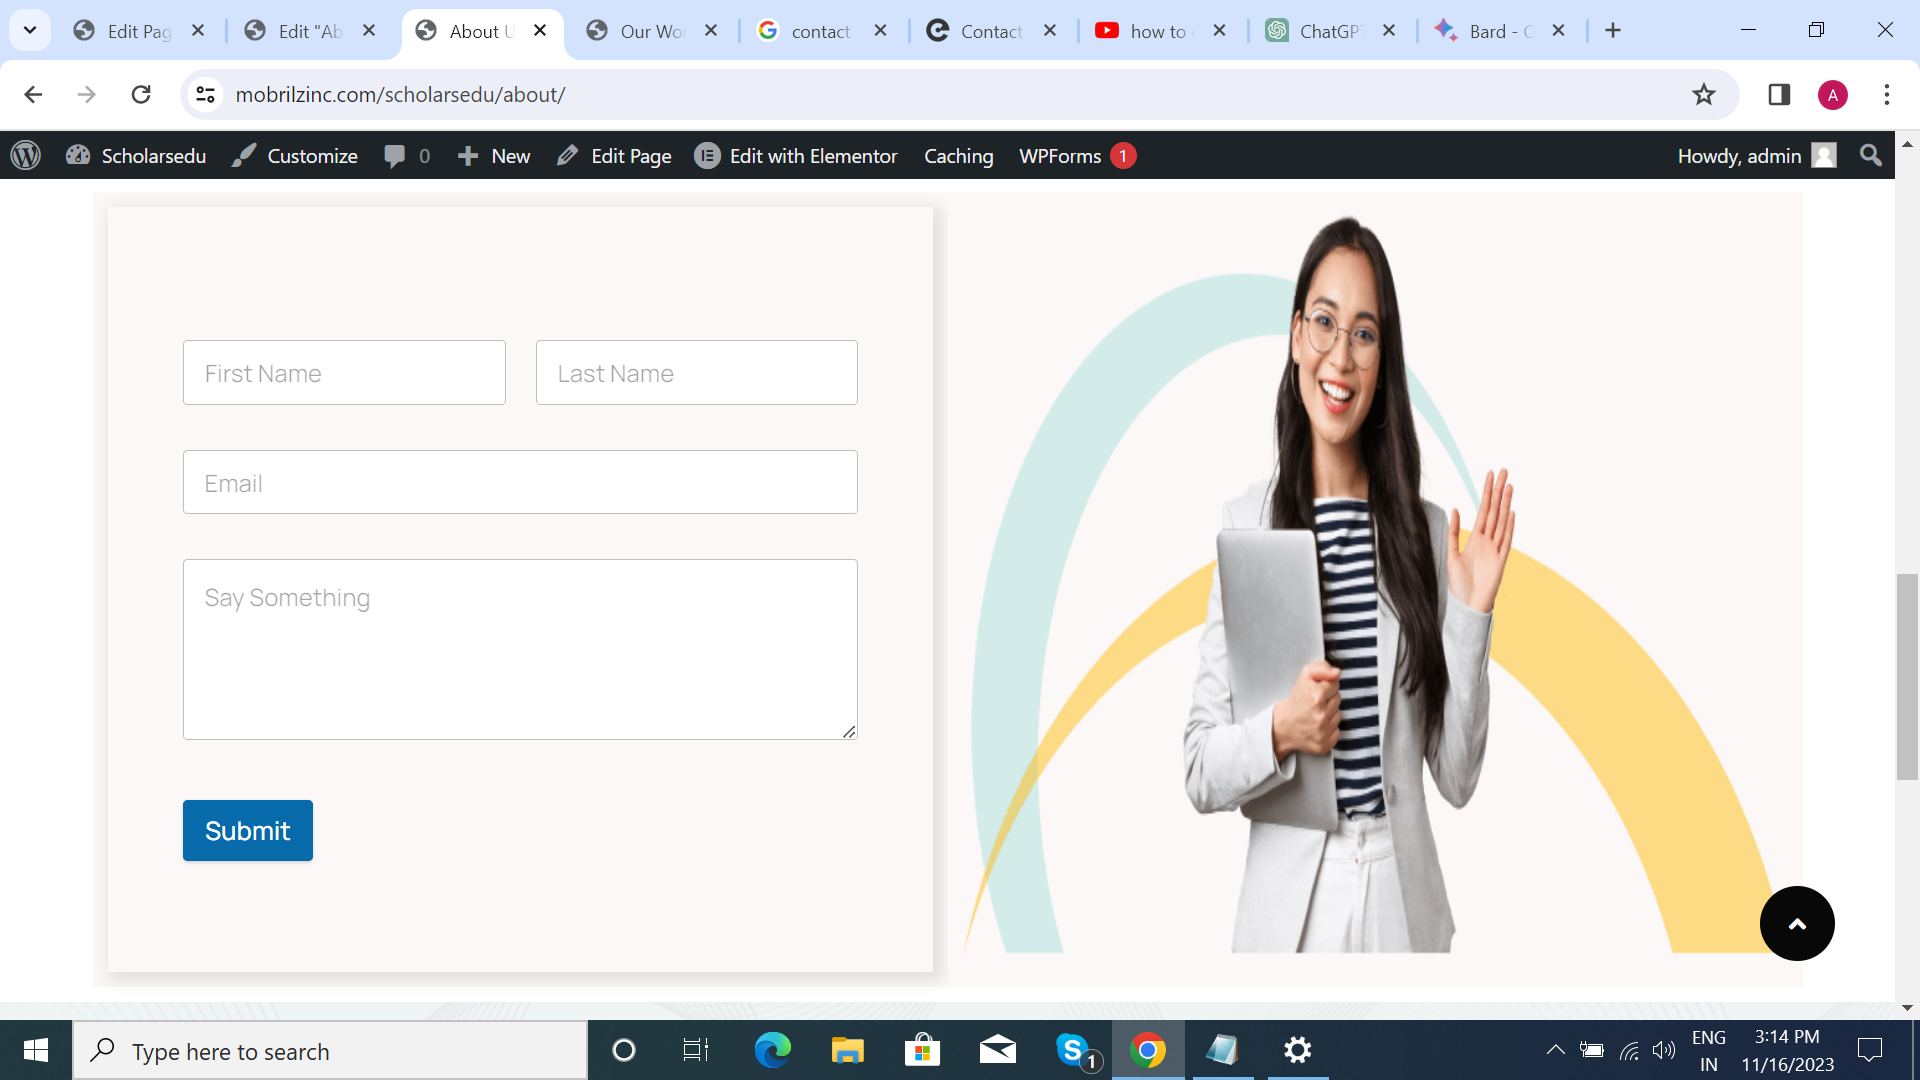 Edit Pag
Edit "Ab
About U
Our Wo
contact
Contact
how to
ChatGP
Bard - C
mobrilzinc.com/scholarsedu/about/
A
Scholarsedu
Customize
0
New
Edit Page
Edit with Elementor
Caching
WPForms
1
Howdy, admin
First Name
Last Name
Email
Say Something
Submit
Type here to search
1
ENG
IN
3:14 PM
11/16/2023